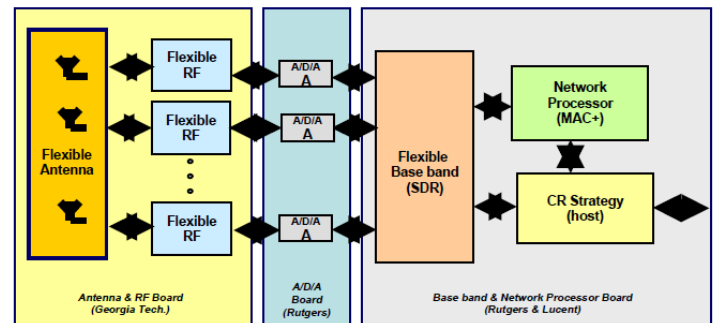 Flexible
Antenna
Flexible
RF
Flexible
RF
Flexible
RF
A/D/A
A
A/D/A
A
A/D/A
A
Flexible
Base band
(SDR)
Network
Processor
(MAC+)
CR Strategy
(host)
Antenna & RF Board
(Georgia Tech.)
A/D/A
Board
(Rutgers)
Base band & Network Processor Board
(Rutgers & Lucent)